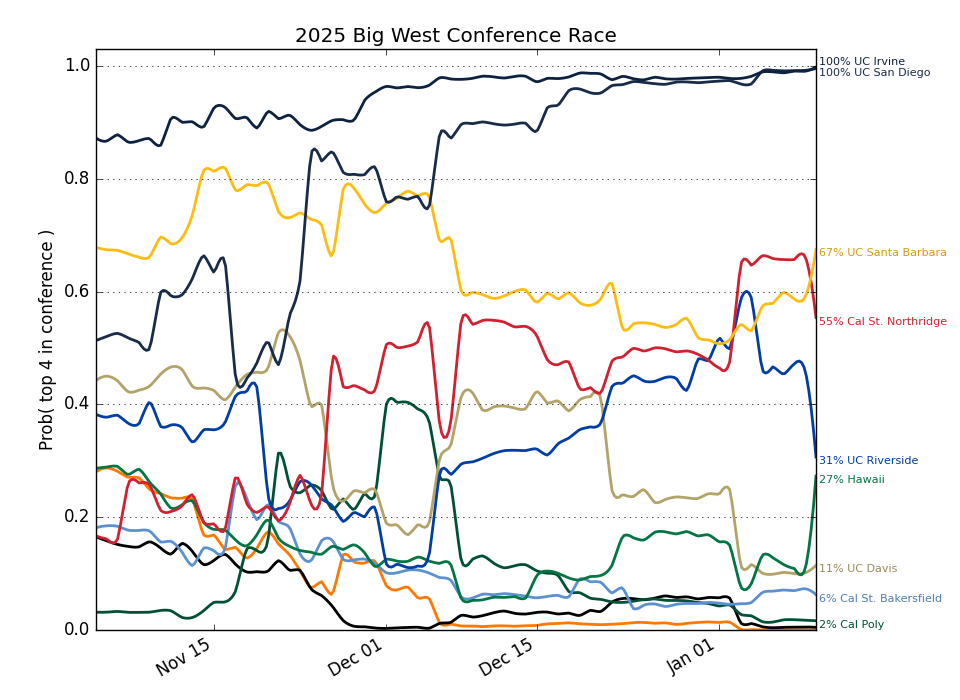 2025 Big West Conference Race
1.0
0.8
0.6
0.4
0.2
0.0
Prob( top 4 in conference )
Nov 15
Dec 01
Dec 15
Jan 01
100% UC Irvine
100% UC San Diego
67% UC Santa Barbara
55% Cal St. Northridge
31% UC Riverside
27% Hawaii
11% UC Davis
6% Cal St. Bakersfield
2% Cal Poly